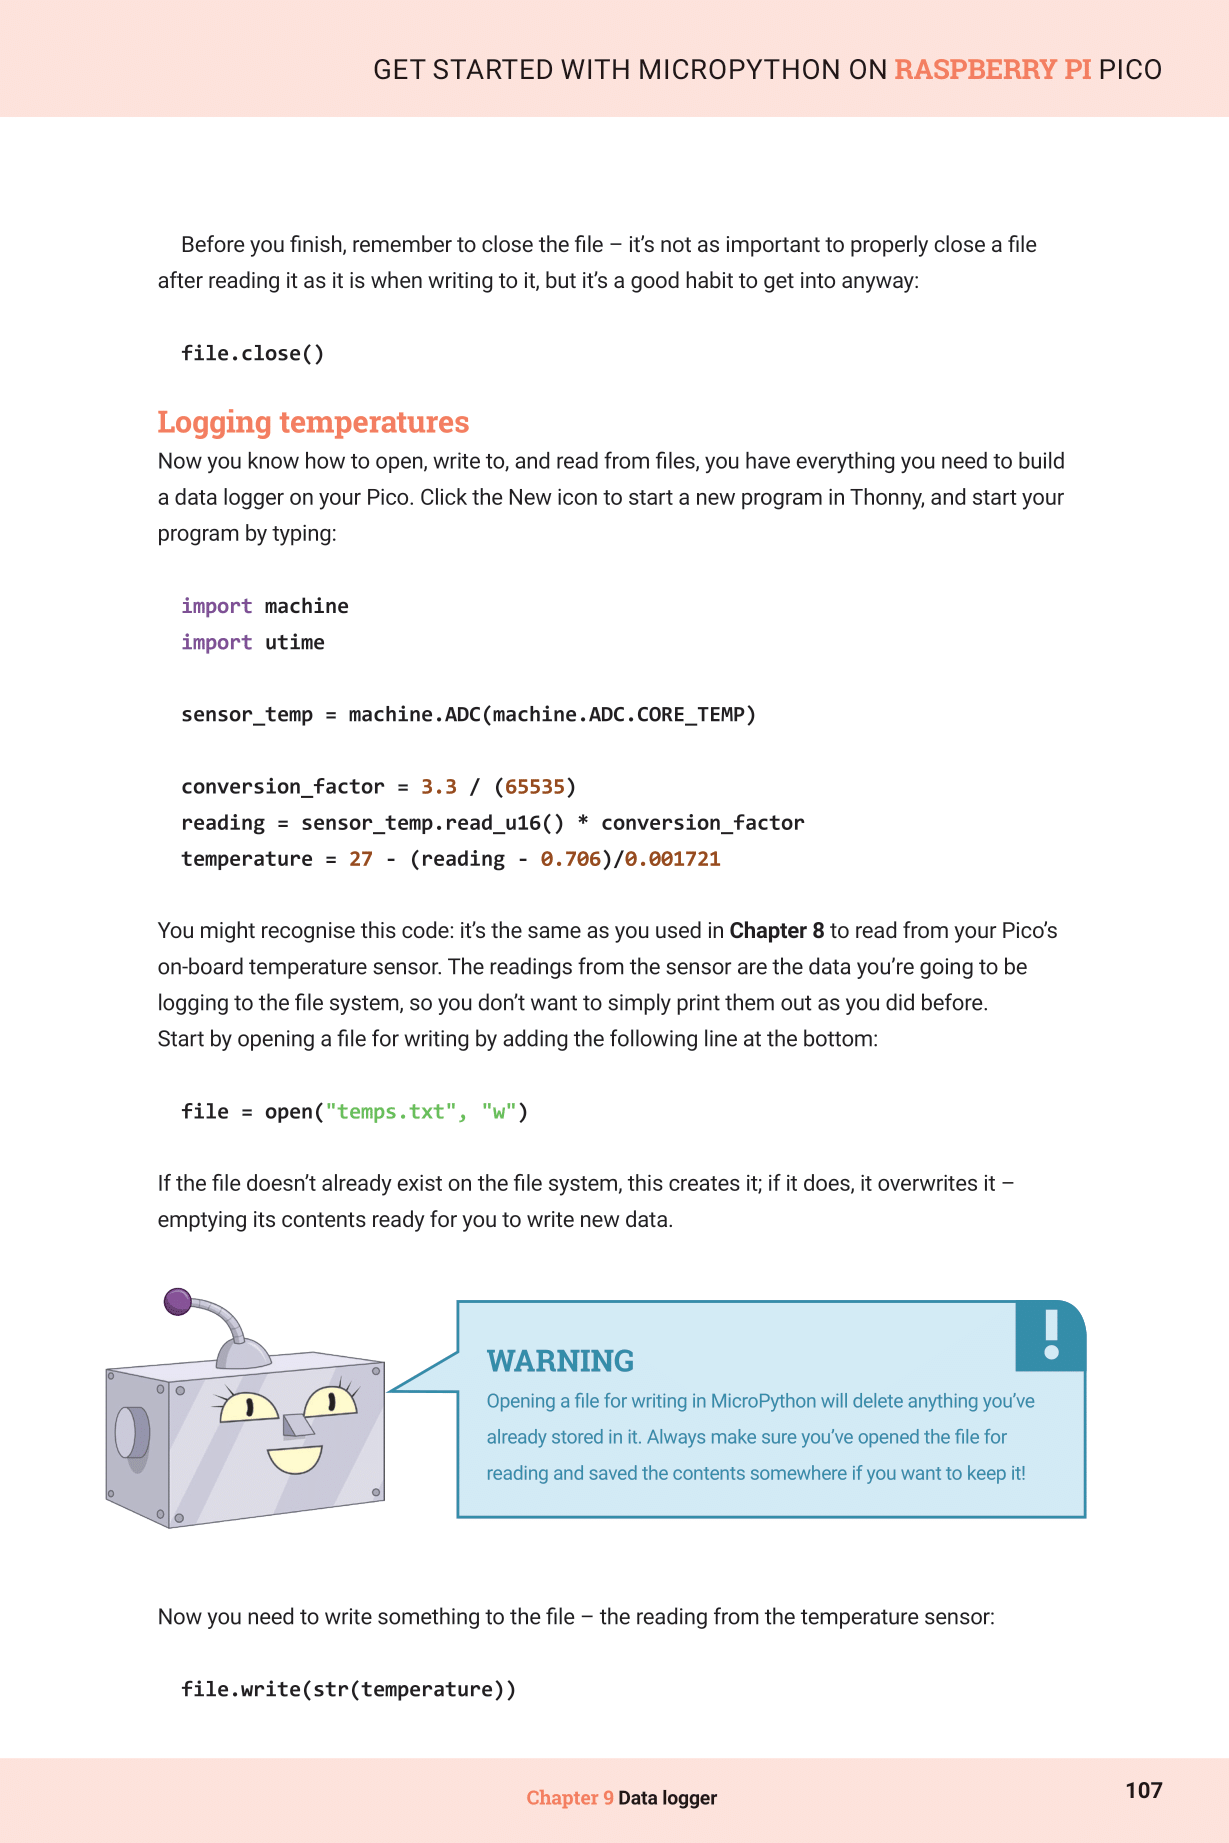 GET STARTED WITH MICROPYTHON ON RASPBERRY PI PICO
Before you finish, remember to close the file – it’s not as important to properly close a file
after reading it as it is when writing to it, but it’s a good habit to get into anyway:
file.close()
Logging temperatures
Now you know how to open, write to, and read from files, you have everything you need to build
a data logger on your Pico. Click the New icon to start a new program in Thonny, and start your
program by typing:
import machine
import utime
sensor_temp = machine.ADC(machine.ADC.CORE_TEMP)
conversion_factor = 3.3 / (65535)
reading = sensor_temp.read_u16() * conversion_factor
temperature = 27 - (reading - 0.706)/0.001721
You might recognise this code: it’s the same as you used in Chapter 8 to read from your Pico’s
on-board temperature sensor. The readings from the sensor are the data you’re going to be
logging to the file system, so you don’t want to simply print them out as you did before.
Start by opening a file for writing by adding the following line at the bottom:
file = open("temps.txt", "w")
If the file doesn’t already exist on the file system, this creates it; if it does, it overwrites it –
emptying its contents ready for you to write new data.
!
WARNING
Opening a file for writing in MicroPython will delete anything you’ve
already stored in it. Always make sure you’ve opened the file for
reading and saved the contents somewhere if you want to keep it!
Now you need to write something to the file – the reading from the temperature sensor:
file.write(str(temperature))
Chapter 9 Data logger
107